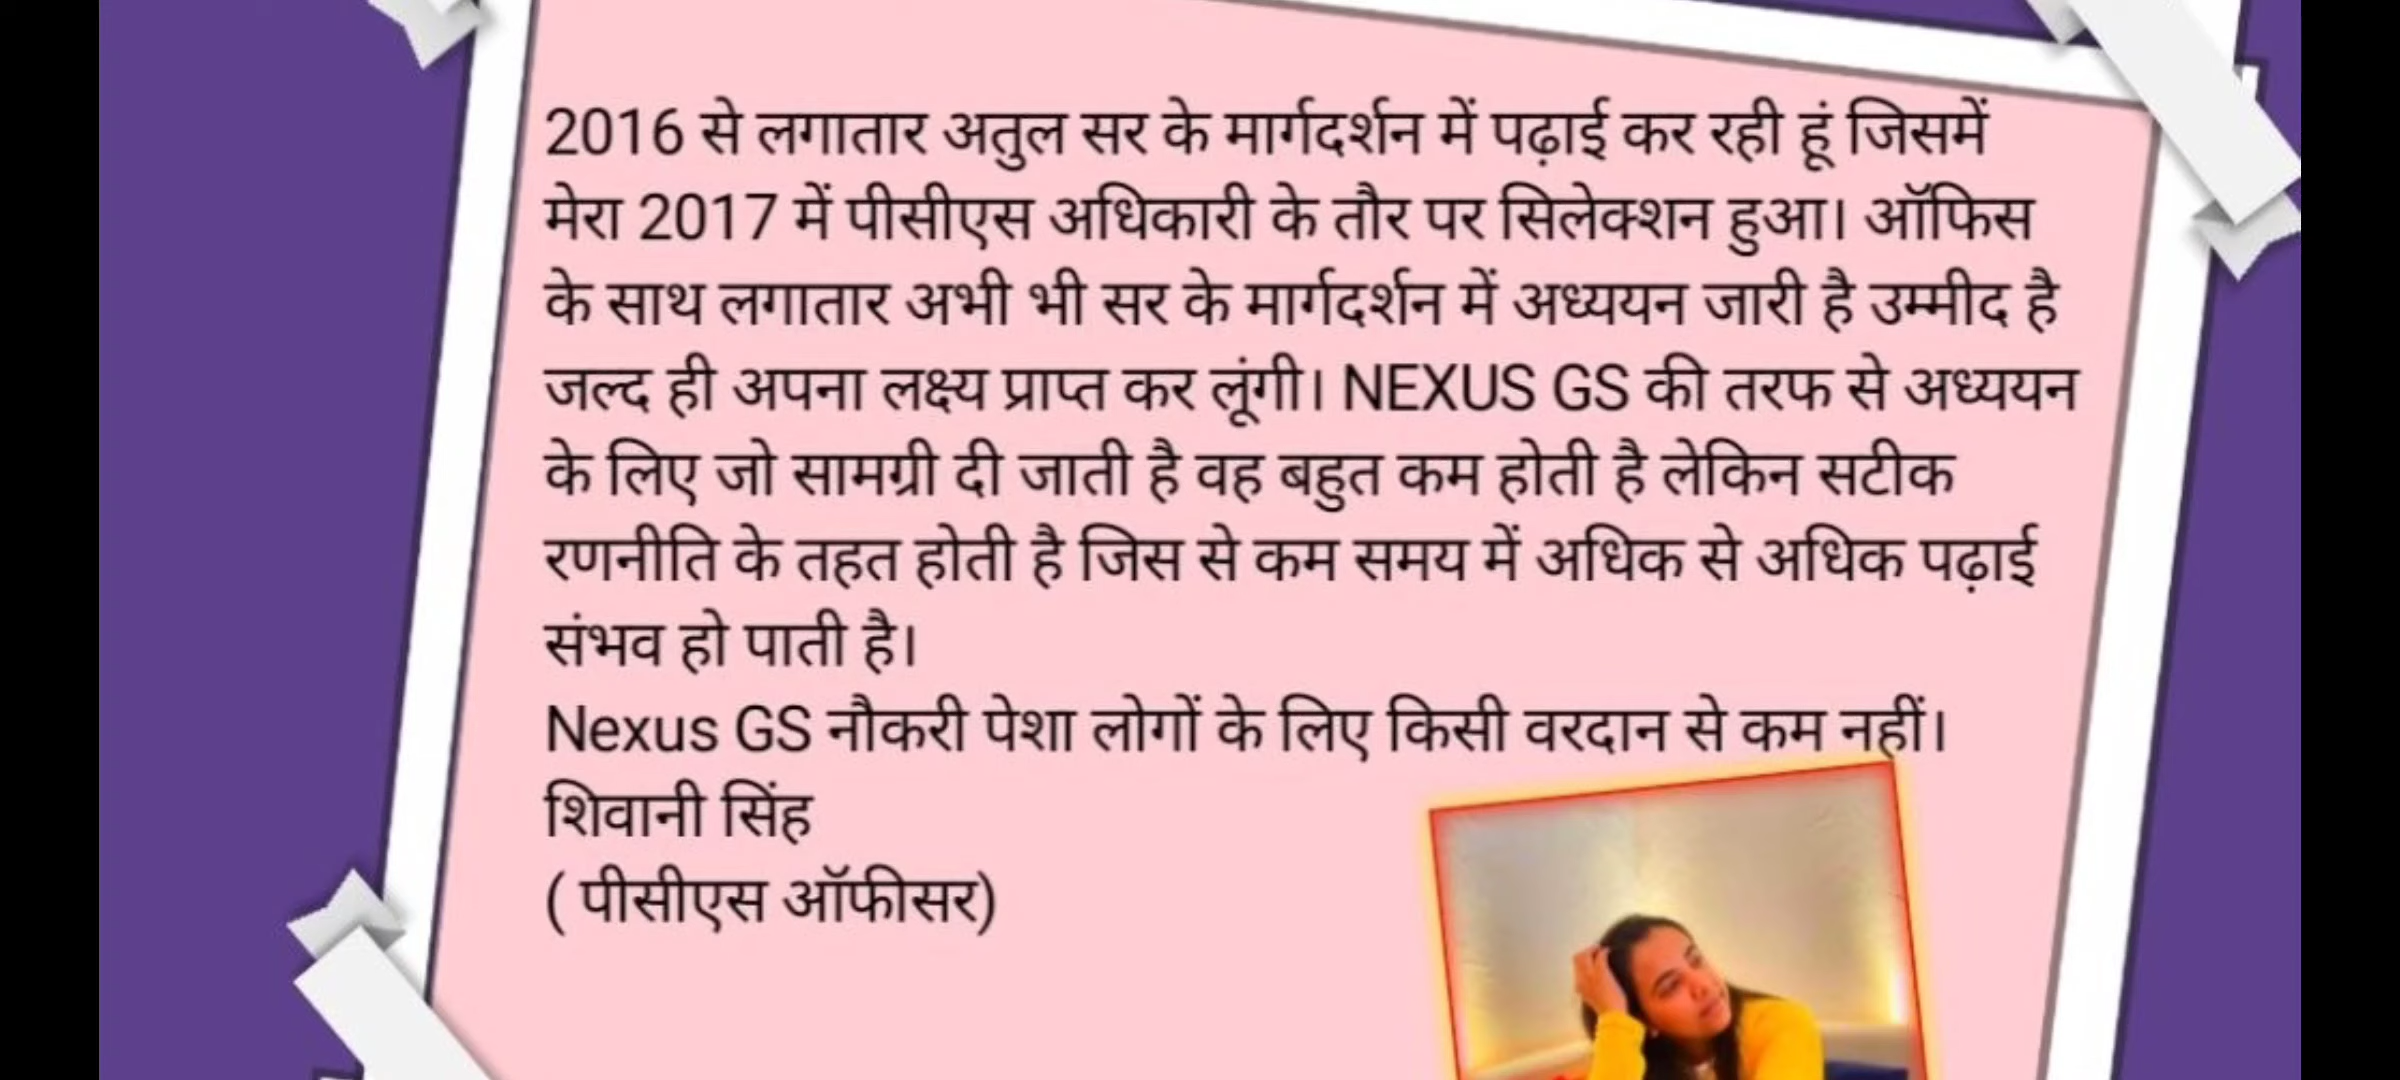 2016 से लगातार अतुल सर के मार्गदर्शन में पढ़ाई कर रही हूं जिसमें
मेरा 2017 में पीसीएस अधिकारी के तौर पर सिलेक्शन हुआ। ऑफिस
के साथ लगातार अभी भी सर के मार्गदर्शन में अध्ययन जारी है उम्मीद है
जल्द ही अपना लक्ष्य प्राप्त कर लूंगी। NEXUS GS की तरफ से अध्ययन
के लिए जो सामग्री दी जाती है वह बहुत कम होती है लेकिन सटीक
रणनीति के तहत होती है जिस से कम समय में अधिक से अधिक पढ़ाई
संभव हो पाती है।
Nexus GS नौकरी पेशा लोगों के लिए किसी वरदान से कम नहीं।
शिवानी सिंह
( पीसीएस ऑफीसर)